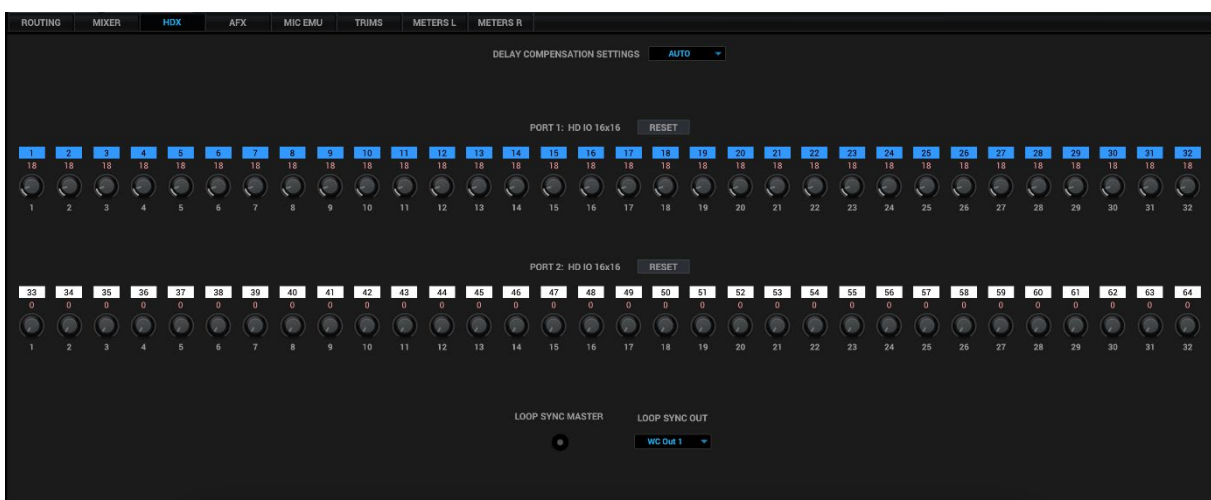 ROUTING MIXER HDX AFX MIC EMU TRIMS METERS L METERS R
DELAY COMPENSATION SETTINGS AUTO
PORT 1: HD IO 16x16 RESET
1 2 3 4 5 6 7 8 9 10 11 12 13 14 15 16 17 18 19 20 21 22 23 24 25 26 27 28 29 30 31 32
18 18 18 18 18 18 18 18 18 18 18 18 18 18 18 18 18 18 18 18 18 18 18 18 18 18 18 18 18 18 18 18
1 2 3 4 5 6 7 8 9 10 11 12 13 14 15 16 17 18 19 20 21 22 23 24 25 26 27 28 29 30 31 32
PORT 2: HD IO 16x16 RESET
33 34 35 36 37 38 39 40 41 42 43 44 45 46 47 48 49 50 51 52 53 54 55 56 57 58 59 60 61 62 63 64
0 0 0 0 0 0 0 0 0 0 0 0 0 0 0 0 0 0 0 0 0 0 0 0 0 0 0 0 0 0 0 0
1 2 3 4 5 6 7 8 9 10 11 12 13 14 15 16 17 18 19 20 21 22 23 24 25 26 27 28 29 30 31 32
LOOP SYNC MASTER LOOP SYNC OUT
WC Out 1